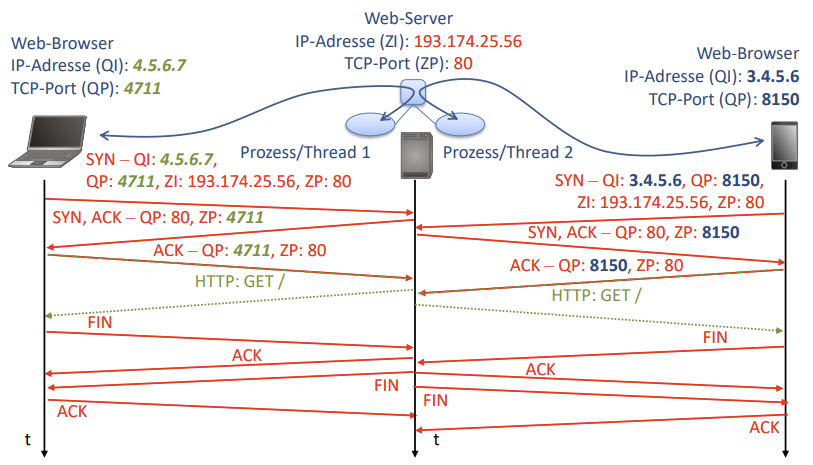 Web-Server
IP-Adresse (ZI): 193.174.25.56
TCP-Port (ZP): 80
Web-Browser
IP-Adresse (QI): 4.5.6.7
TCP-Port (QP): 4711
Web-Browser
IP-Adresse (QI): 3.4.5.6
TCP-Port (QP): 8150
Prozess/Thread 1
Prozess/Thread 2
SYN – QI: 4.5.6.7,
QP: 4711, ZI: 193.174.25.56, ZP: 80
SYN – QI: 3.4.5.6, QP: 8150,
ZI: 193.174.25.56, ZP: 80
SYN, ACK – QP: 80, ZP: 4711
SYN, ACK – QP: 80, ZP: 8150
ACK – QP: 4711, ZP: 80
ACK – QP: 8150, ZP: 80
HTTP: GET /
HTTP: GET /
FIN
FIN
ACK
ACK
FIN
FIN
ACK
ACK
t
t